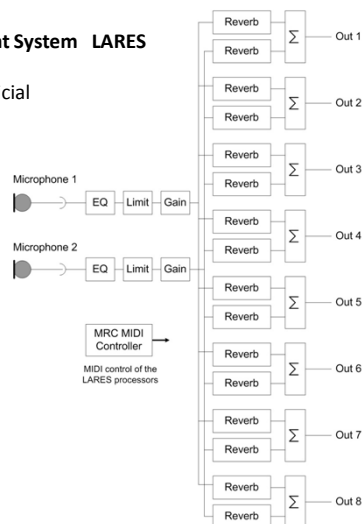 nt System LARES
cial
Microphone 1
EQ
Limit
Gain
Microphone 2
EQ
Limit
Gain
MRC MIDI
Controller
MIDI control of the
LARES processors
Reverb
Reverb
Σ
Out 1
Reverb
Reverb
Σ
Out 2
Reverb
Reverb
Σ
Out 3
Reverb
Reverb
Σ
Out 4
Reverb
Reverb
Σ
Out 5
Reverb
Reverb
Σ
Out 6
Reverb
Reverb
Σ
Out 7
Reverb
Reverb
Σ
Out 8